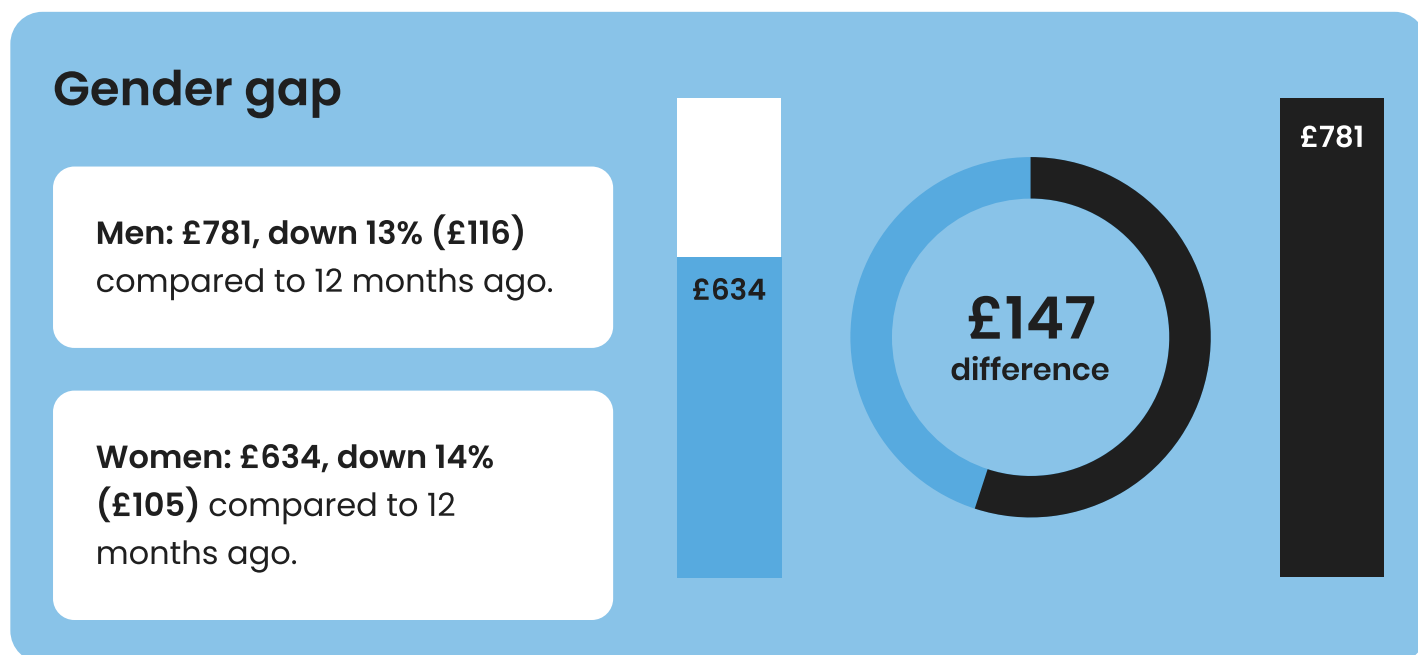 Gender gap
Men: £781, down 13% (£116)
compared to 12 months ago.
Women: £634, down 14%
(£105) compared to 12
months ago.
£634
£147
difference
£781